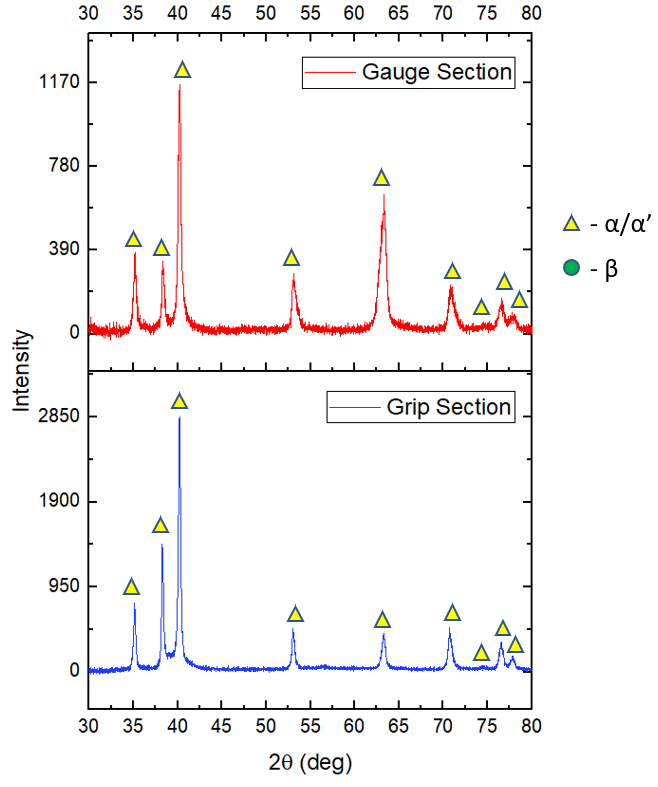 30 35 40 45 50 55 60 65 70 75 80
1170
Gauge Section
780
390
0
- α/α’
- β
Intensity
2850
Grip Section
1900
950
0
30 35 40 45 50 55 60 65 70 75 80
2θ (deg)